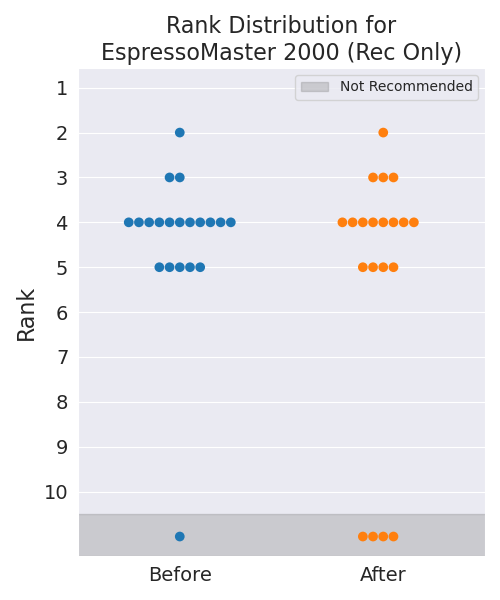 Rank Distribution for
EspressoMaster 2000 (Rec Only)
Not Recommended
1
2
3
4
5
6
7
8
9
10
Rank
Before After